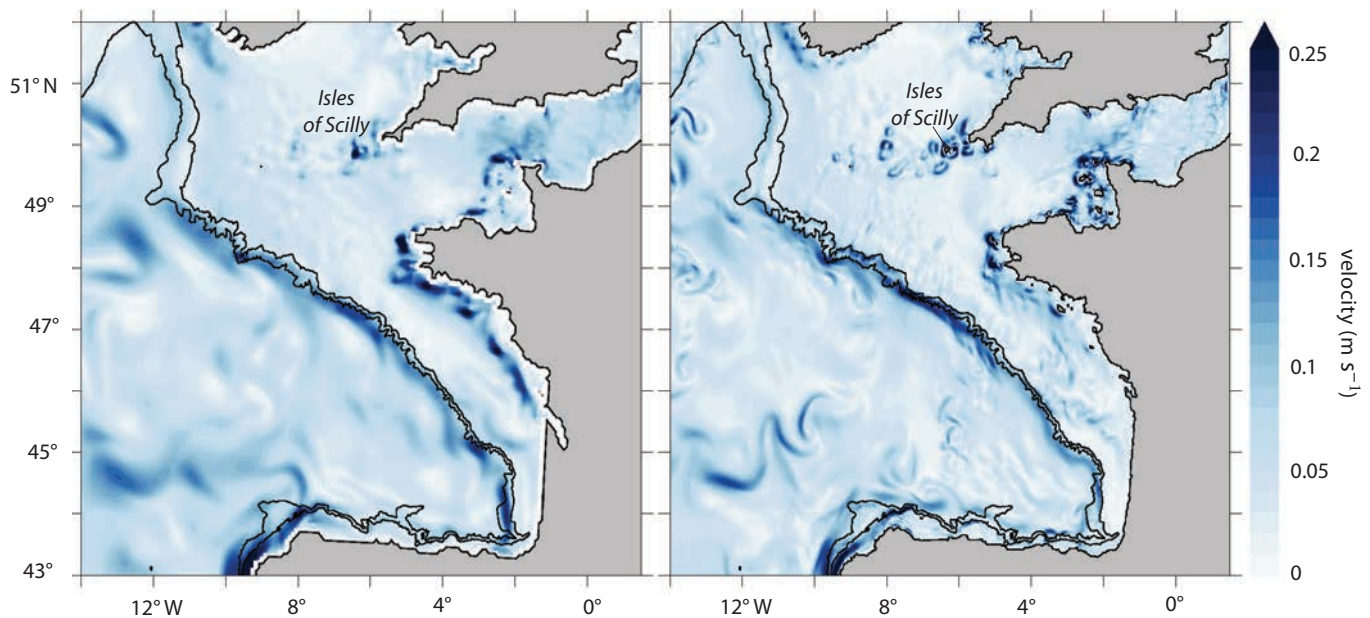 Isles
of Scilly
Isles
of Scilly
51° N
49°
47°
45°
43°
12° W
8°
4°
0°
12° W
8°
4°
0°
0.25
0.2
0.15
0.1
0.05
0
velocity (m s⁻¹)